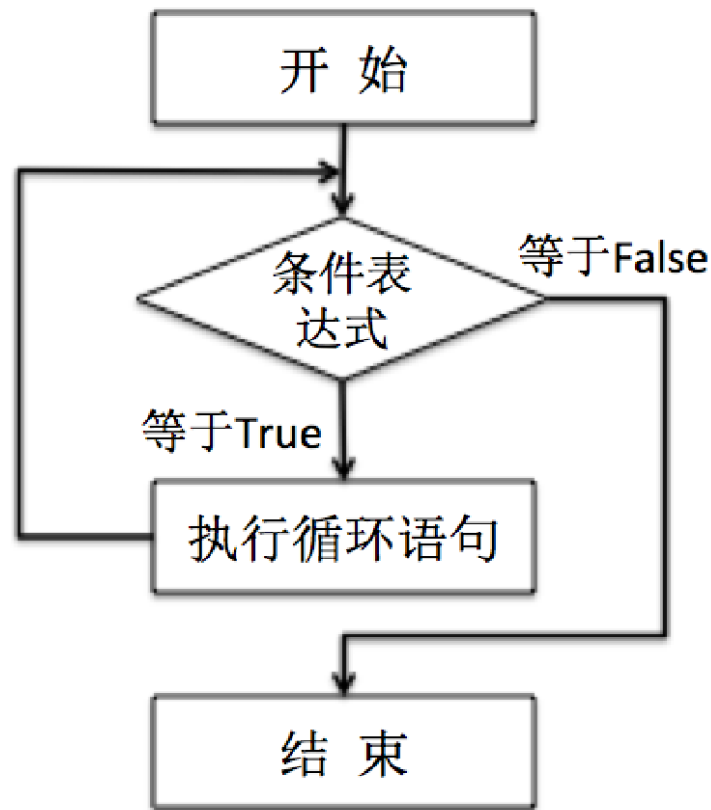 开 始
条件表
达式
等于False
等于True
执行循环语句
结 束